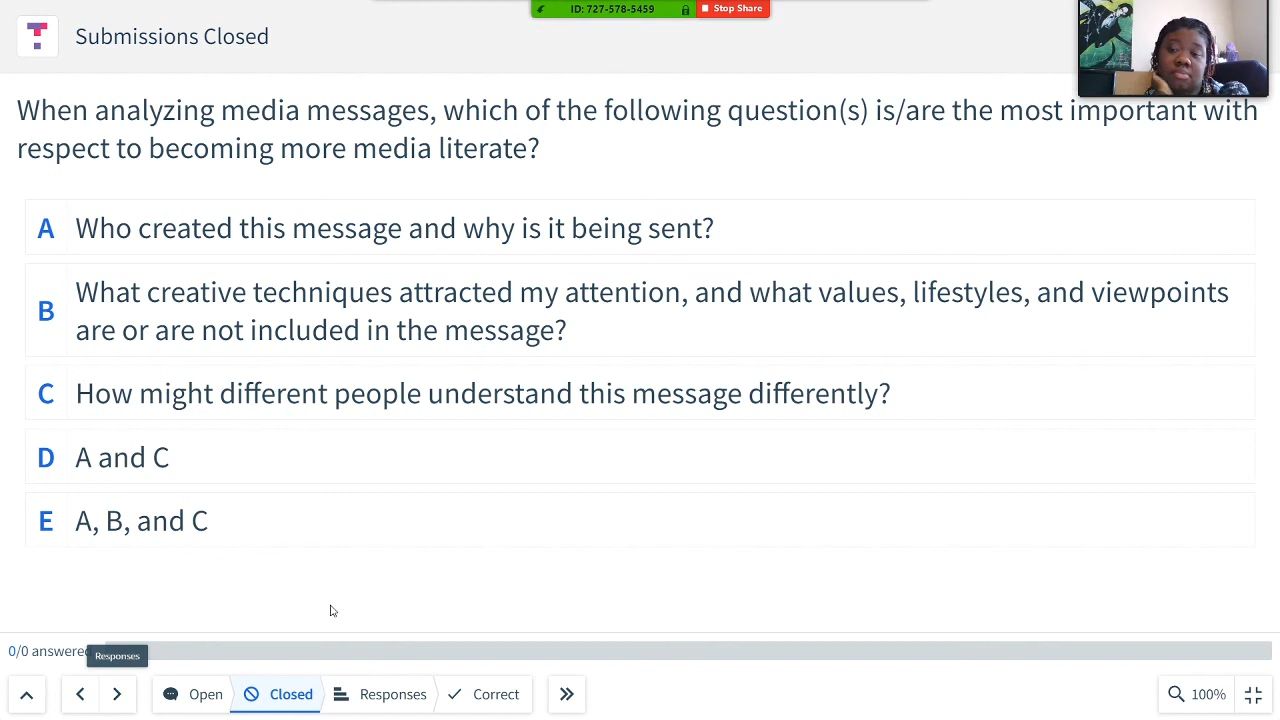 ID: 727-578-5459
Stop Share
Submissions Closed
When analyzing media messages, which of the following question(s) is/are the most important with
respect to becoming more media literate?
A Who created this message and why is it being sent?
B What creative techniques attracted my attention, and what values, lifestyles, and viewpoints
are or are not included in the message?
C How might different people understand this message differently?
D A and C
E A, B, and C
0/0 answered
Responses
Open Closed Responses Correct 100%